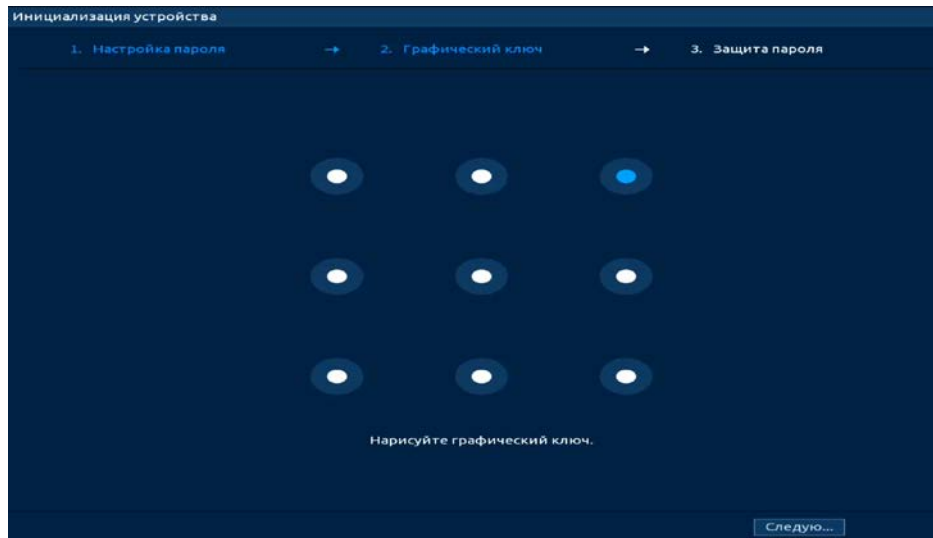 Инициализация устройства
1. Настройка пароля → 2. Графический ключ → 3. Защита пароля
Нарисуйте графический ключ.
Следую...